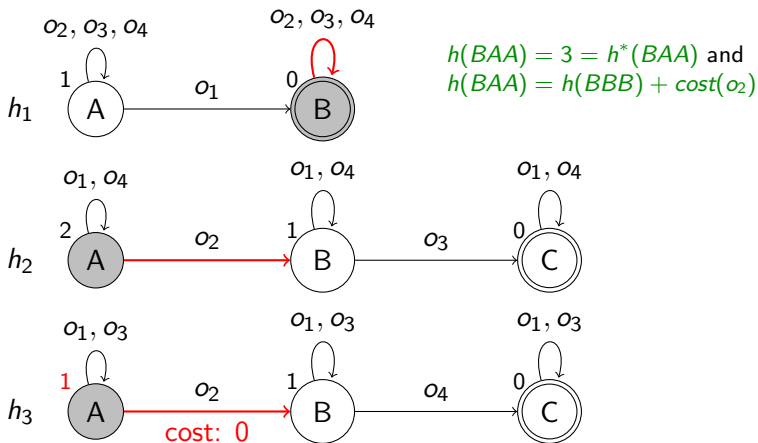 o₂, o₃, o₄
o₂, o₃, o₄
h(BAA) = 3 = h*(BAA) and
h(BAA) = h(BBB) + cost(o₂)
h₁ 1 A o₁ 0 B
o₁, o₄ o₁, o₄ o₁, o₄
h₂ 2 A o₂ 1 B o₃ 0 C
o₁, o₃ o₁, o₃ o₁, o₃
h₃ 1 A o₂ 1 B o₄ 0 C
cost: 0